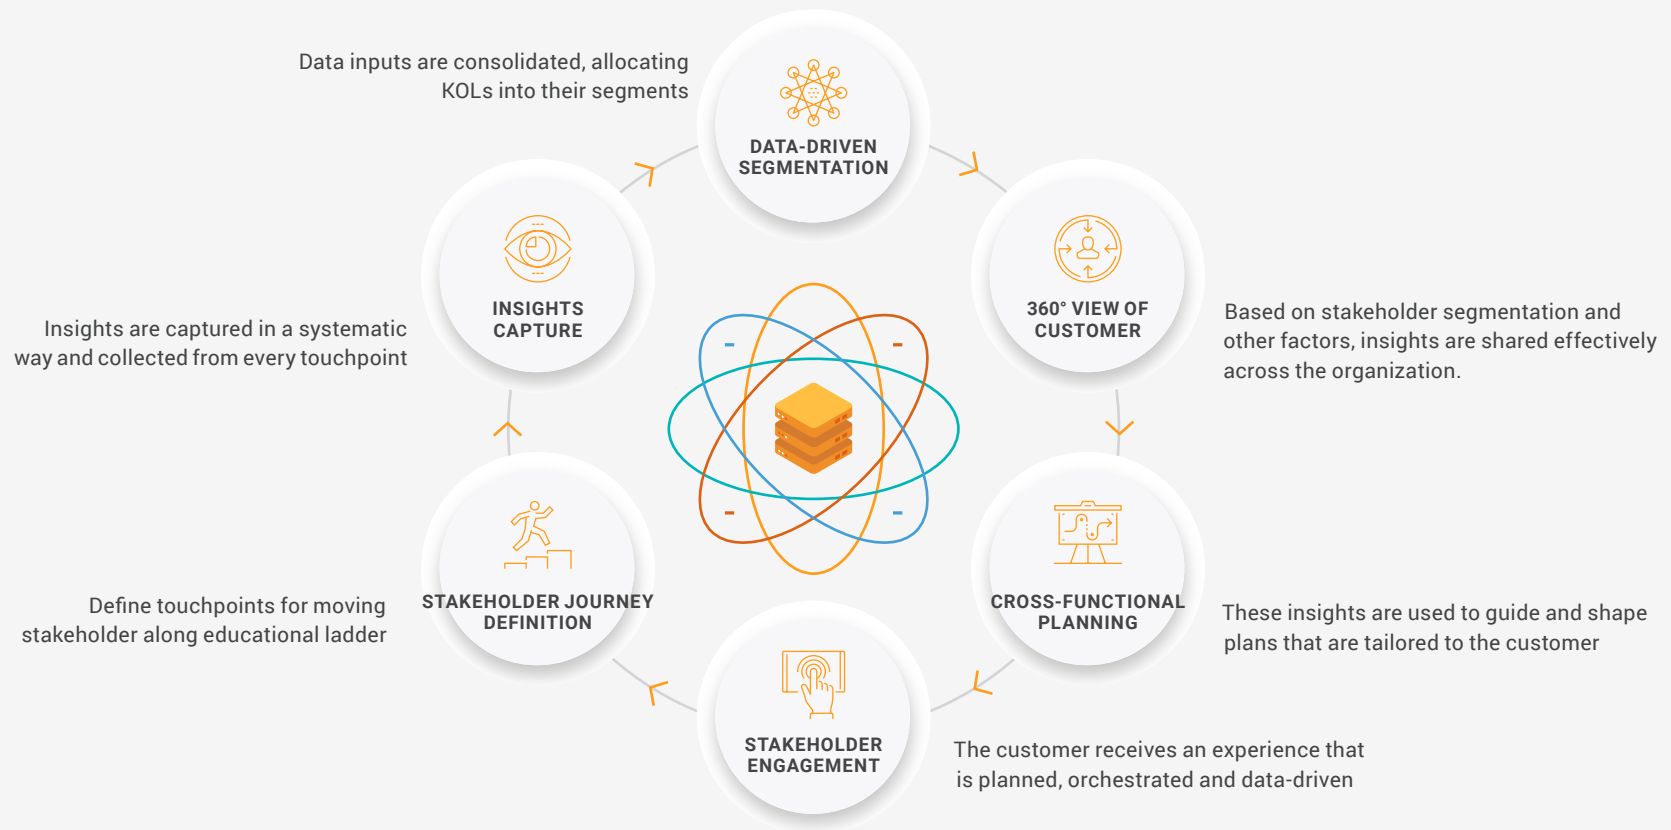 Data inputs are consolidated, allocating
KOLs into their segments
DATA-DRIVEN
SEGMENTATION
360° VIEW OF
CUSTOMER
Based on stakeholder segmentation and
other factors, insights are shared effectively
across the organization.
CROSS-FUNCTIONAL
PLANNING
These insights are used to guide and shape
plans that are tailored to the customer
STAKEHOLDER
ENGAGEMENT
The customer receives an experience that
is planned, orchestrated and data-driven
STAKEHOLDER JOURNEY
DEFINITION
Define touchpoints for moving
stakeholder along educational ladder
INSIGHTS
CAPTURE
Insights are captured in a systematic
way and collected from every touchpoint